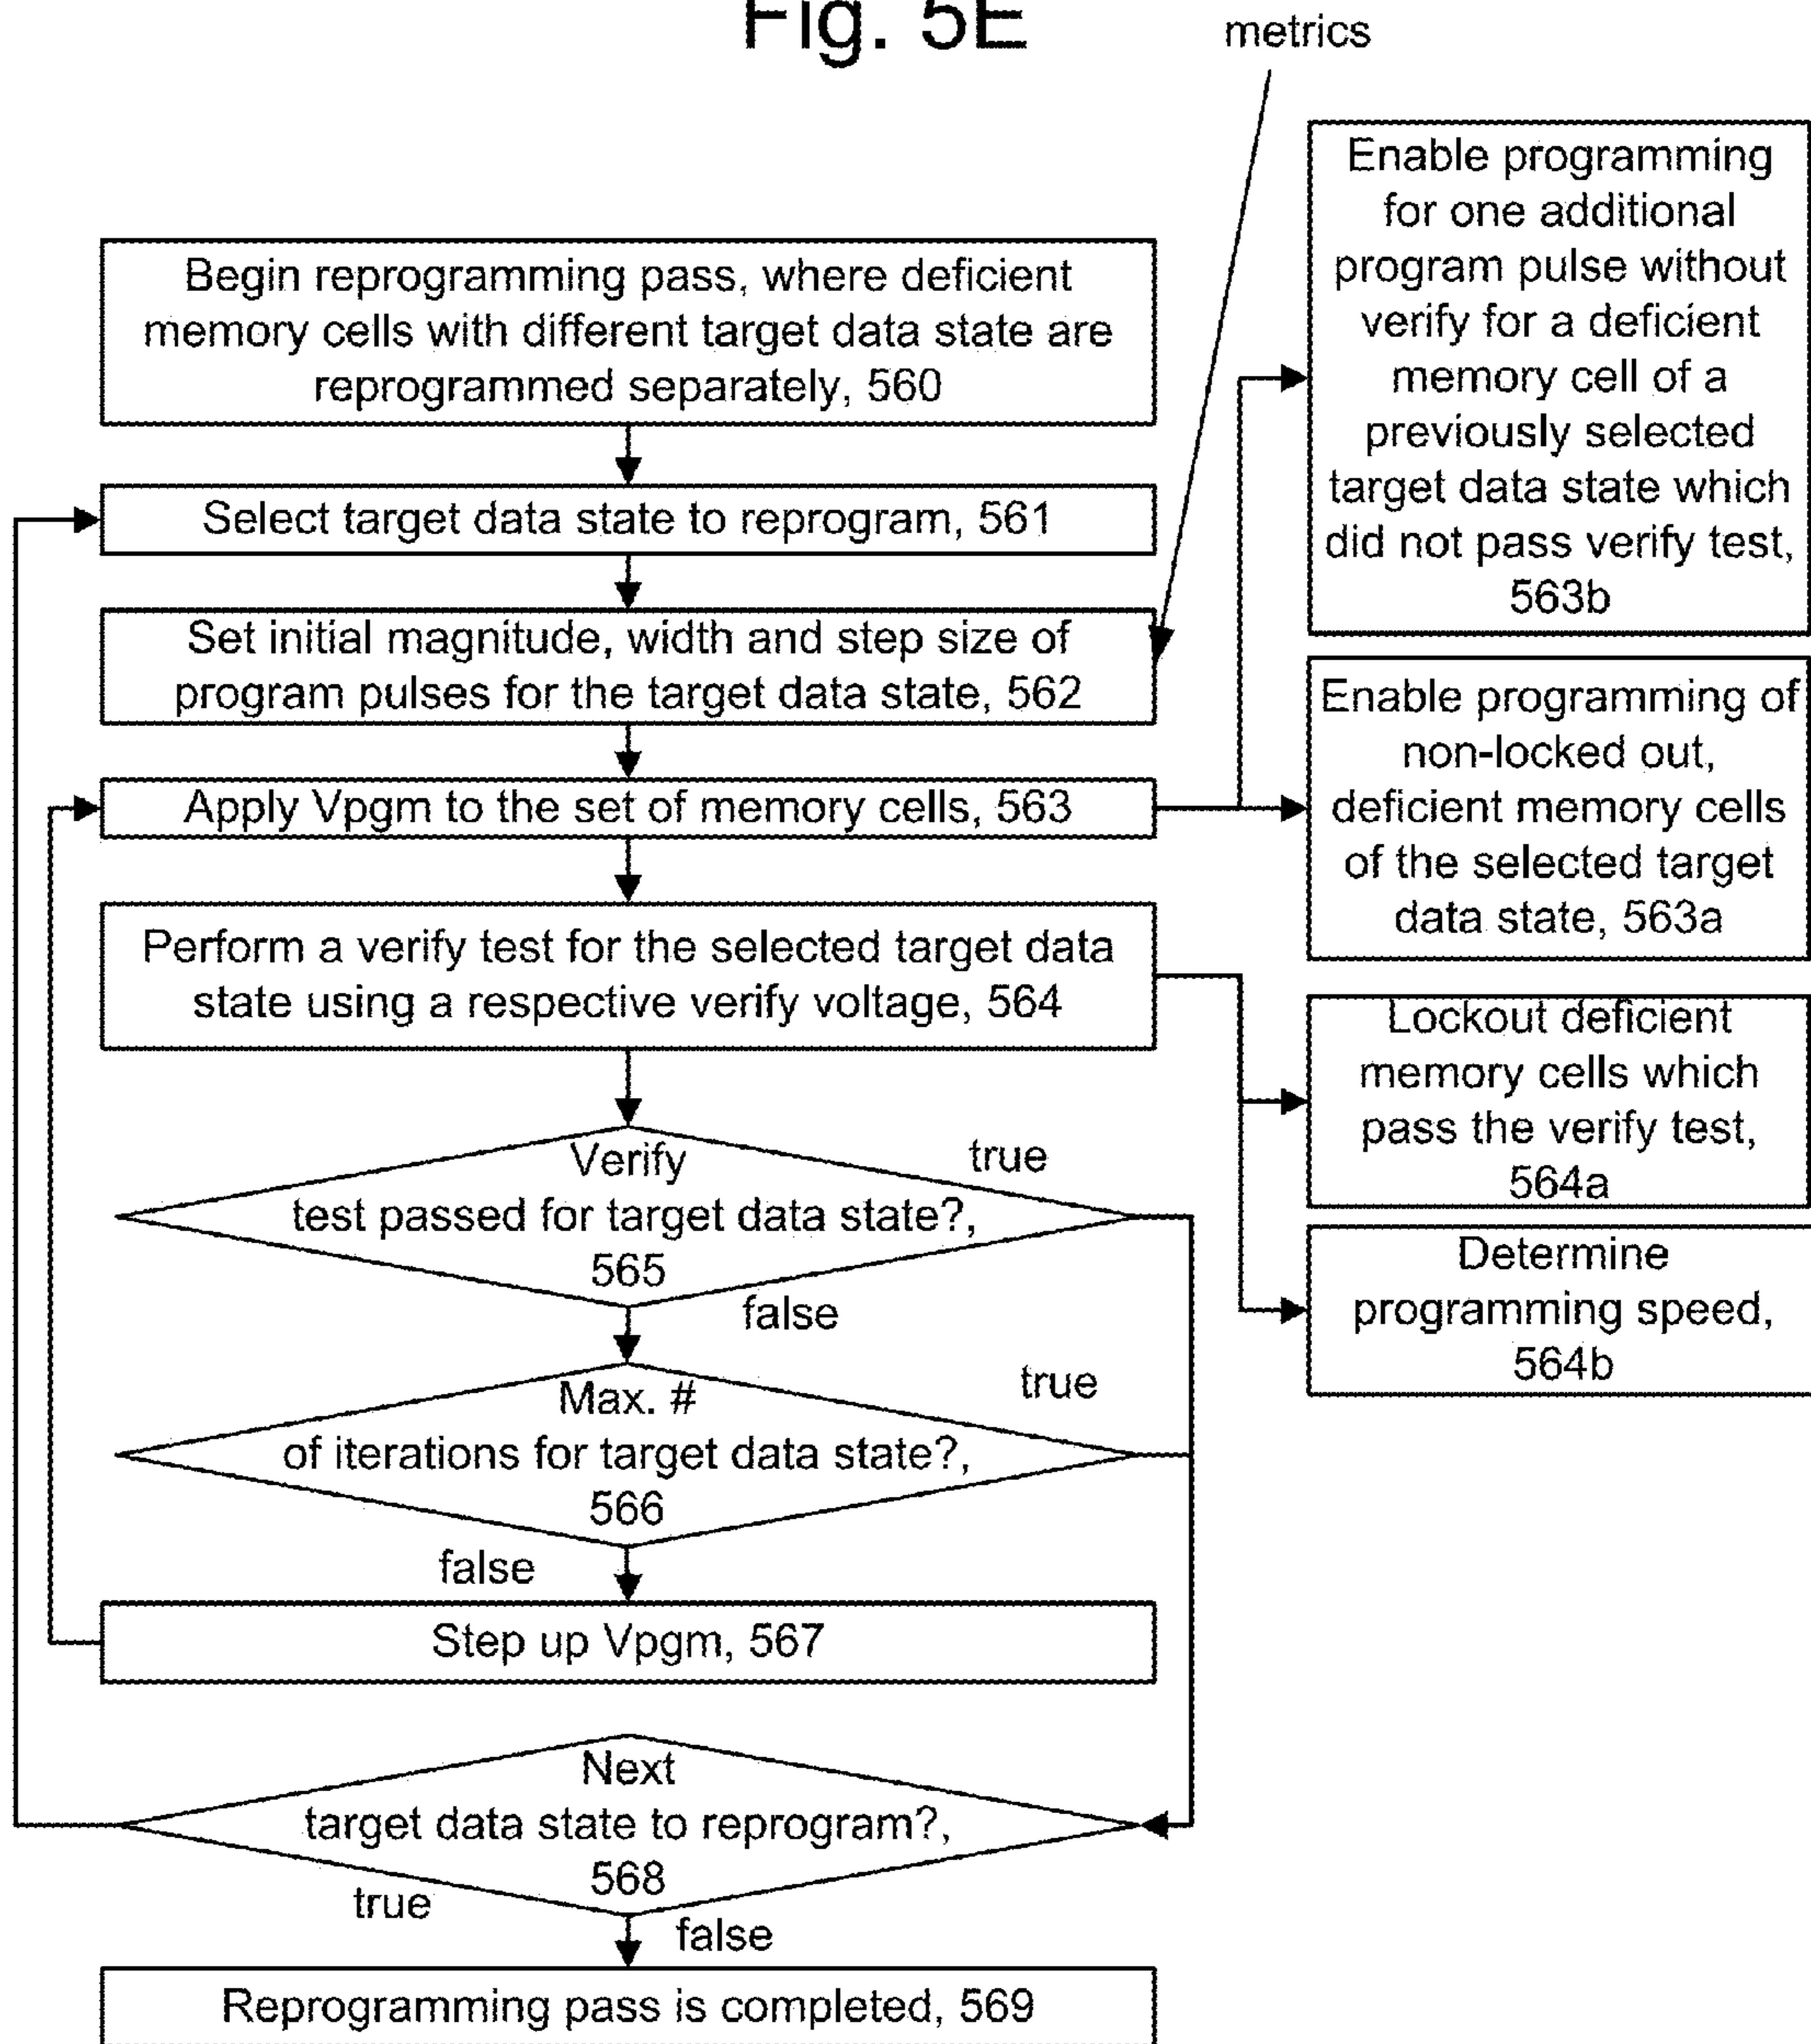 Fig. 5E
metrics
Begin reprogramming pass, where deficient
memory cells with different target data state are
reprogrammed separately, 560
Select target data state to reprogram, 561
Set initial magnitude, width and step size of
program pulses for the target data state, 562
Apply Vpgm to the set of memory cells, 563
Enable programming
for one additional
program pulse without
verify for a deficient
memory cell of a
previously selected
target data state which
did not pass verify test,
563b
Enable programming of
non-locked out,
deficient memory cells
of the selected target
data state, 563a
Perform a verify test for the selected target data
state using a respective verify voltage, 564
Lockout deficient
memory cells which
pass the verify test,
564a
Determine
programming speed,
564b
Verify
test passed for target data state?,
565
true
false
Max. #
of iterations for target data state?,
566
true
false
Step up Vpgm, 567
Next
target data state to reprogram?,
568
true
false
Reprogramming pass is completed, 569